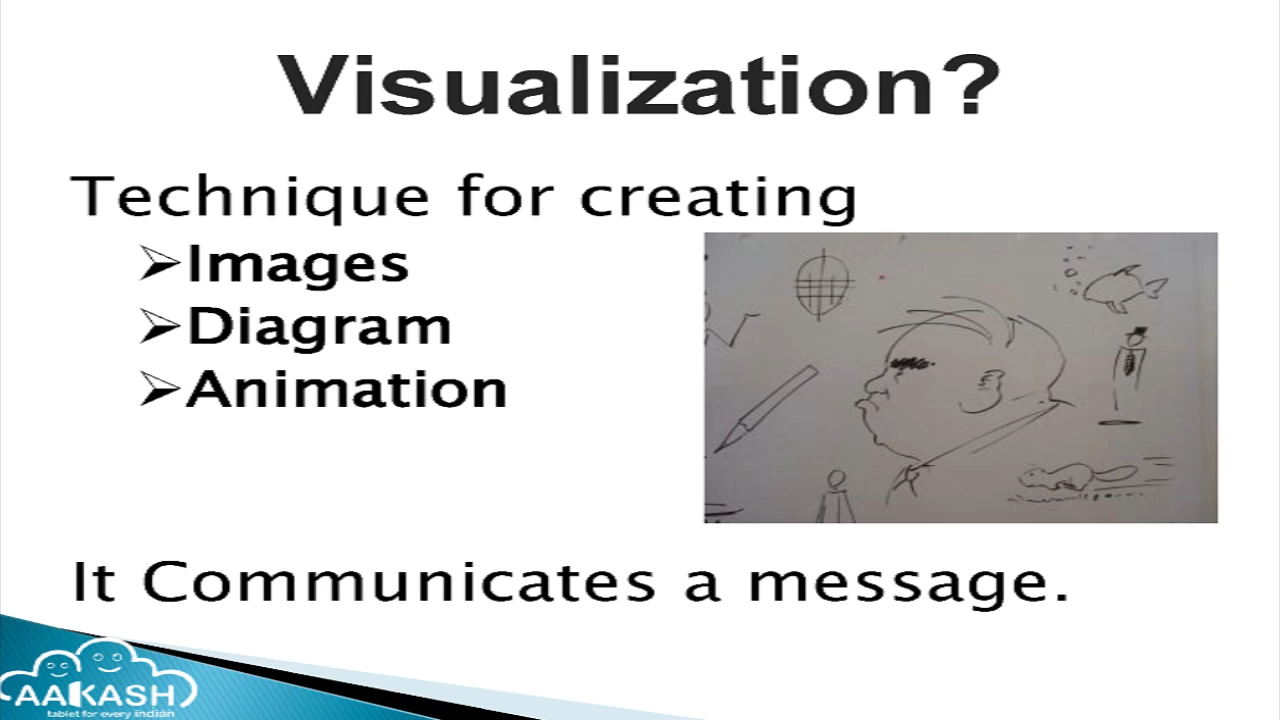 Visualization?
Technique for creating
➢Images
➢Diagram
➢Animation
It Communicates a message.
AAKASH
tablet for every indian